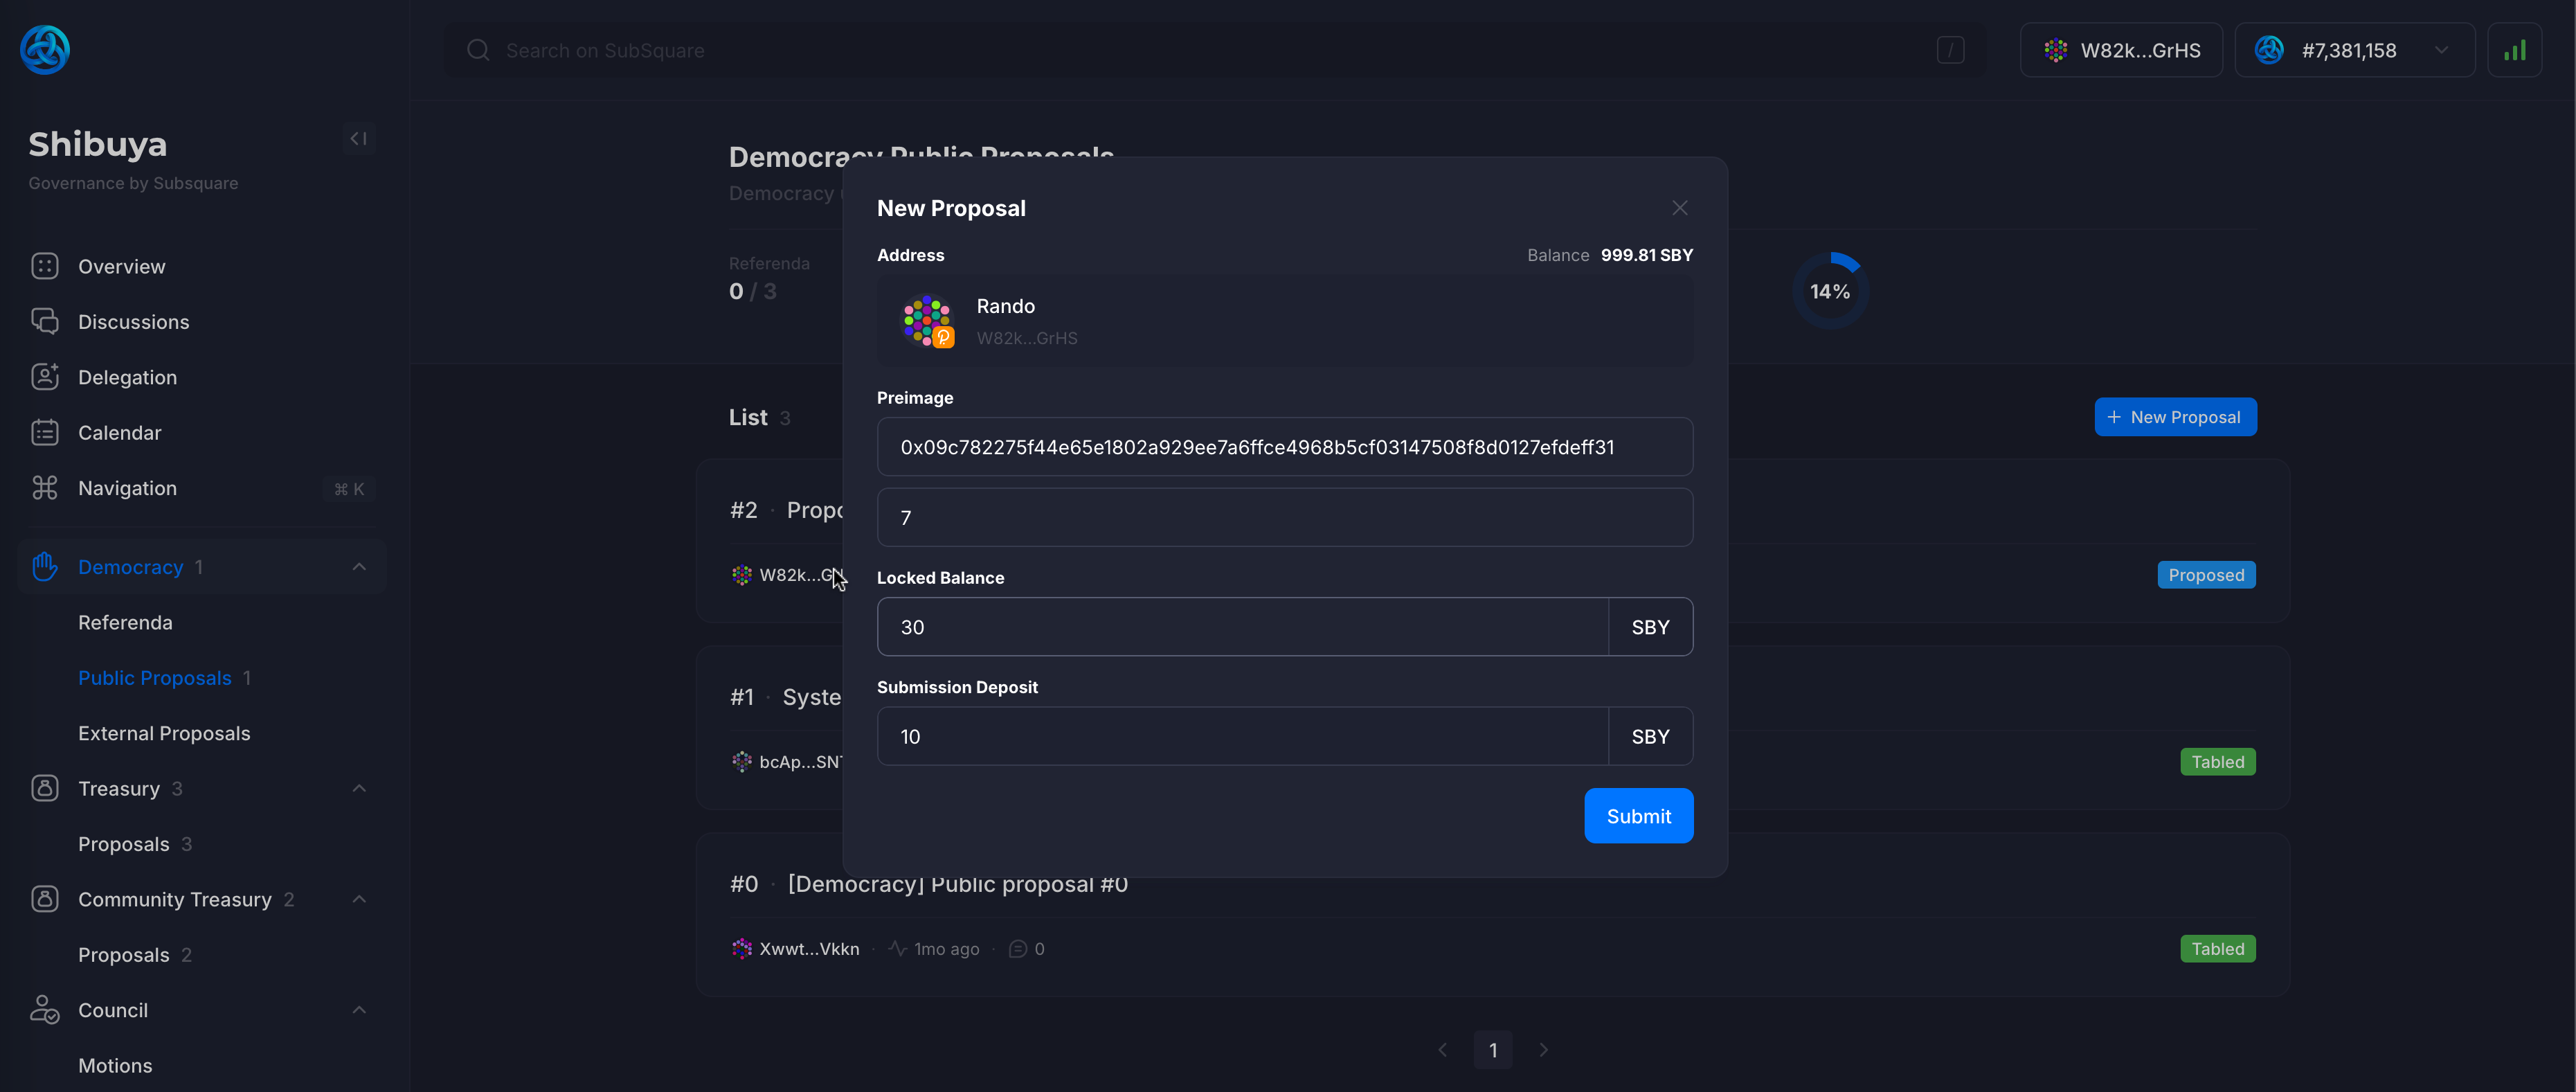 Search on SubSquare
/
W82k...GrHS
#7,381,158
Shibuya
Governance by Subsquare
Overview
Discussions
Delegation
Calendar
Navigation ⌘ K
Democracy 1
Referenda
Public Proposals 1
External Proposals
Treasury 3
Proposals 3
Community Treasury 2
Proposals 2
Council
Motions
Democracy Public Proposals
Democracy
Referenda
0 / 3
14%
List 3
+ New Proposal
#2 ·
W82k...
Proposed
#1 ·
bcAp...
Tabled
#0 · [Democracy] Public proposal #0
Xwwt...Vkkn · 1mo ago · 0
Tabled
1
New Proposal
Address
Balance 999.81 SBY
Rando
W82k...GrHS
Preimage
0x09c782275f44e65e1802a929ee7a6ffce4968b5cf03147508f8d0127efdeff31
7
Locked Balance
30 SBY
Submission Deposit
10 SBY
Submit